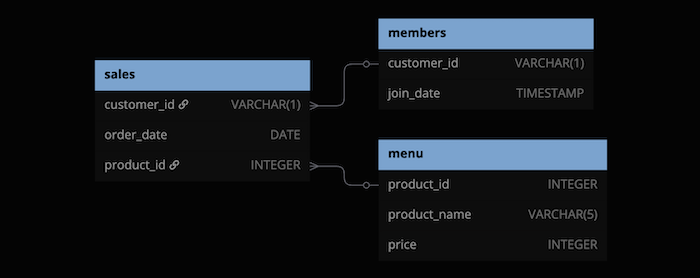 sales
customer_id VARCHAR(1)
order_date DATE
product_id INTEGER
members
customer_id VARCHAR(1)
join_date TIMESTAMP
menu
product_id INTEGER
product_name VARCHAR(5)
price INTEGER